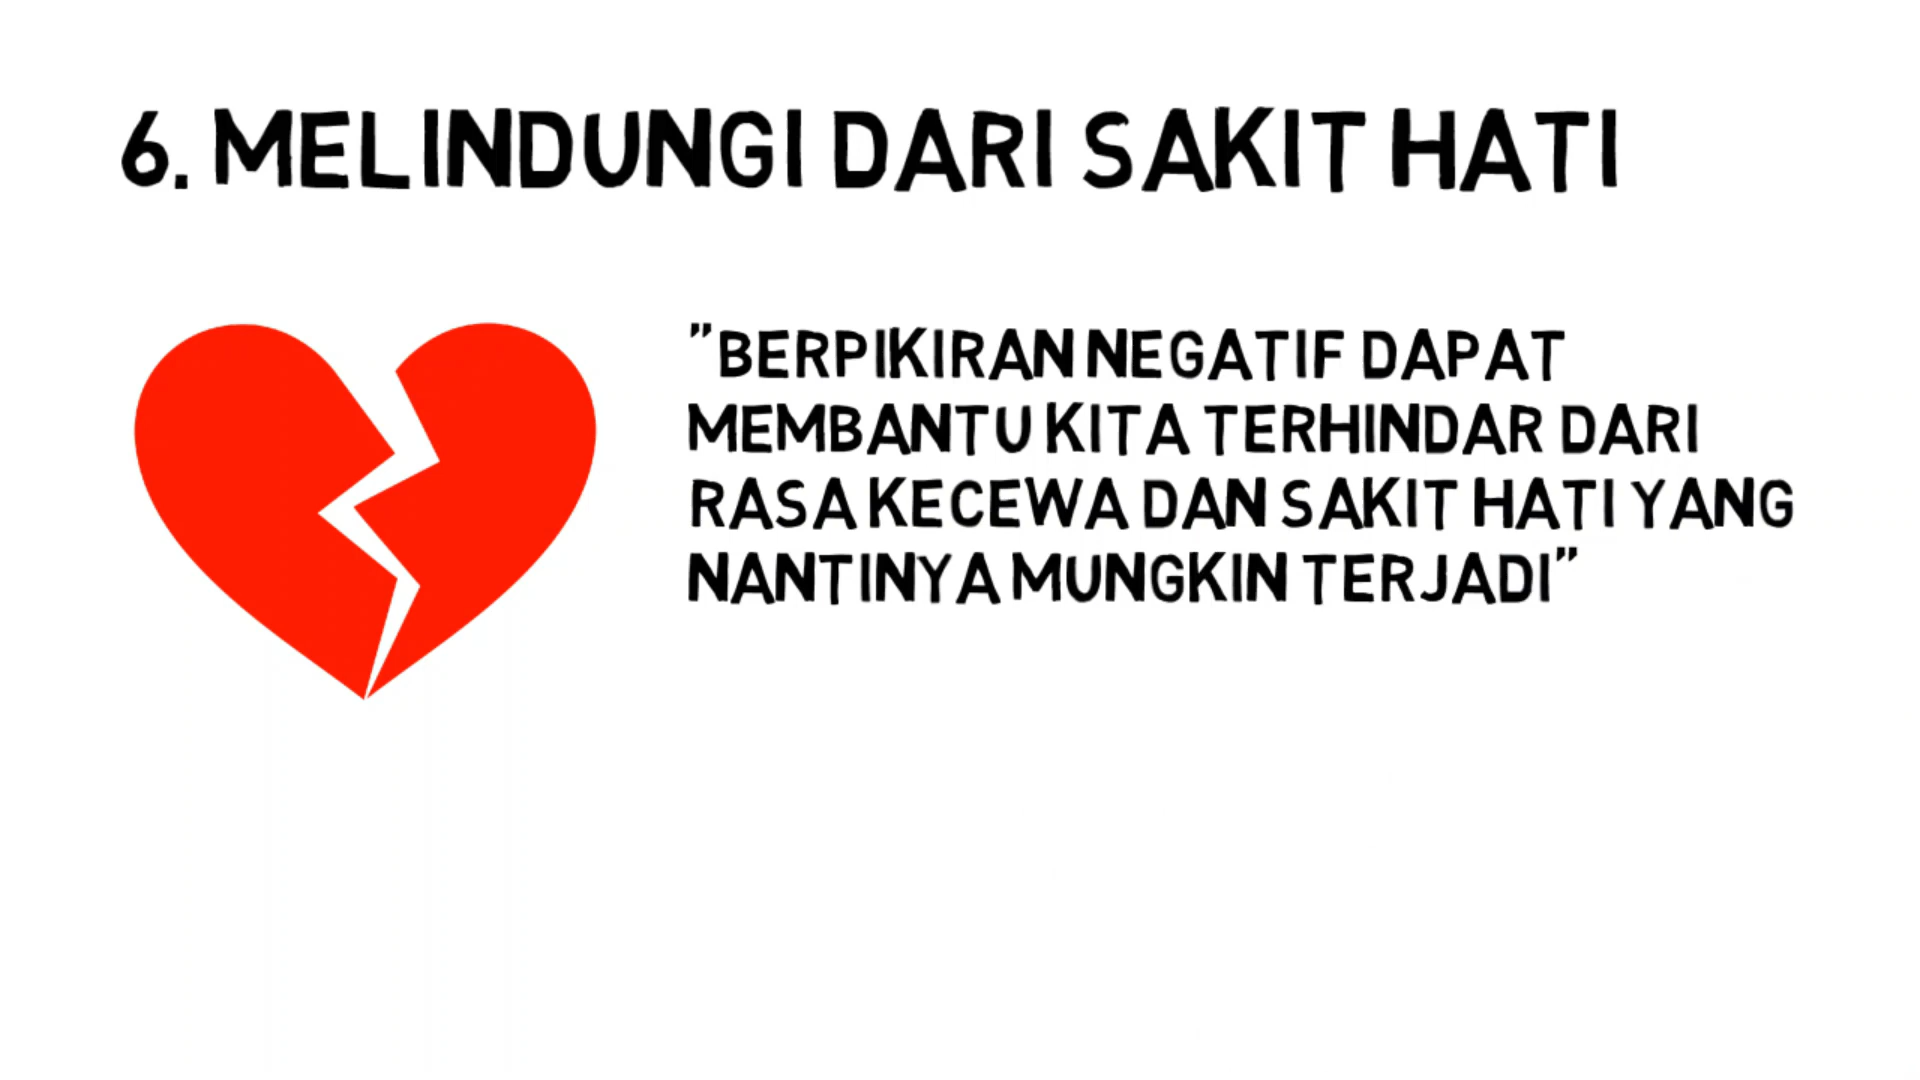 6. MELINDUNGI DARI SAKIT HATI
"BERPIKIRAN NEGATIF DAPAT
MEMBANTU KITA TERHINDAR DARI
RASA KECEWA DAN SAKIT HATI YANG
NANTINYA MUNGKIN TERJADI"